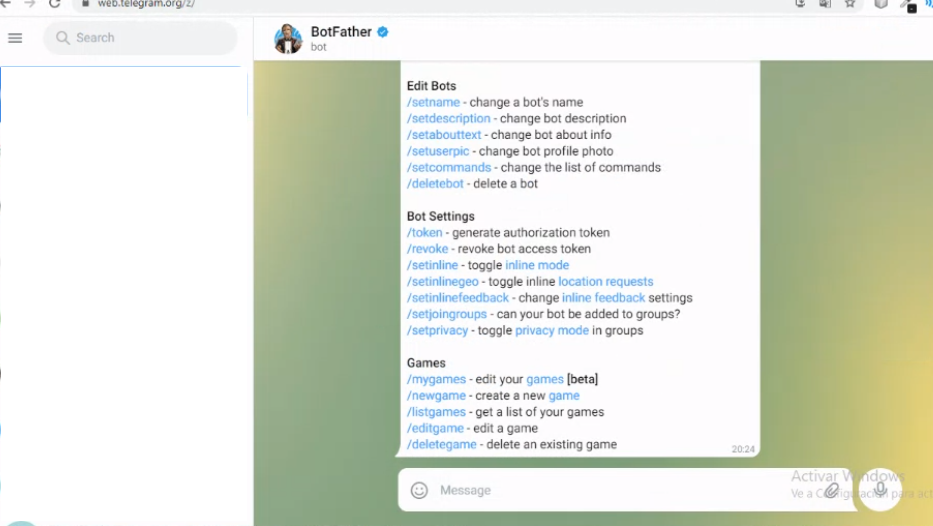 web.telegram.org/z/
Search
BotFather
bot
Edit Bots
/setname - change a bot's name
/setdescription - change bot description
/setabouttext - change bot about info
/setuserpic - change bot profile photo
/setcommands - change the list of commands
/deletebot - delete a bot
Bot Settings
/token - generate authorization token
/revoke - revoke bot access token
/setinline - toggle inline mode
/setinlinegeo - toggle inline location requests
/setinlinefeedback - change inline feedback settings
/setjoingroups - can your bot be added to groups?
/setprivacy - toggle privacy mode in groups
Games
/mygames - edit your games [beta]
/newgame - create a new game
/listgames - get a list of your games
/editgame - edit a game
/deletegame - delete an existing game
20:24
Message
Activar Windows
Ve a Configuración para act